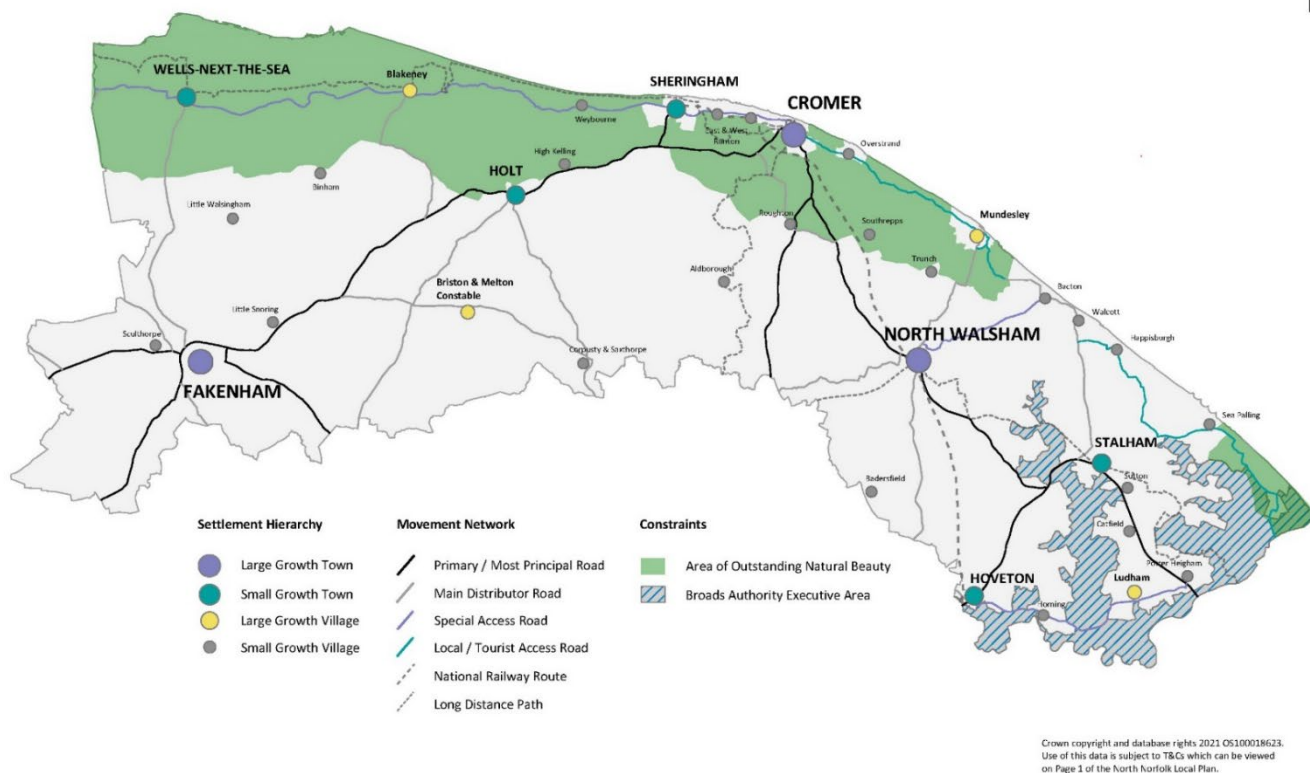 WELLS-NEXT-THE-SEA
Blakeney
SHERINGHAM
CROMER
Weybourne
East & West
Runton
Overstrand
High Kelling
HOLT
Binham
Little Walsingham
Roughton
Southrepps
Mundesley
Trunch
Aldborough
Bacton
Briston & Melton
Constable
Little Snoring
Walcott
Sculthorpe
Happisburgh
NORTH WALSHAM
Corpusty & Saxthorpe
FAKENHAM
Sea Palling
STALHAM
Sutton
Badersfield
Catfield
Potter Heigham
HOVETON
Ludham
Horning
Settlement Hierarchy
Large Growth Town
Small Growth Town
Large Growth Village
Small Growth Village
Movement Network
Primary / Most Principal Road
Main Distributor Road
Special Access Road
Local / Tourist Access Road
National Railway Route
Long Distance Path
Constraints
Area of Outstanding Natural Beauty
Broads Authority Executive Area
Crown copyright and database rights 2021 OS100018623.
Use of this data is subject to T&Cs which can be viewed
on Page 1 of the North Norfolk Local Plan.